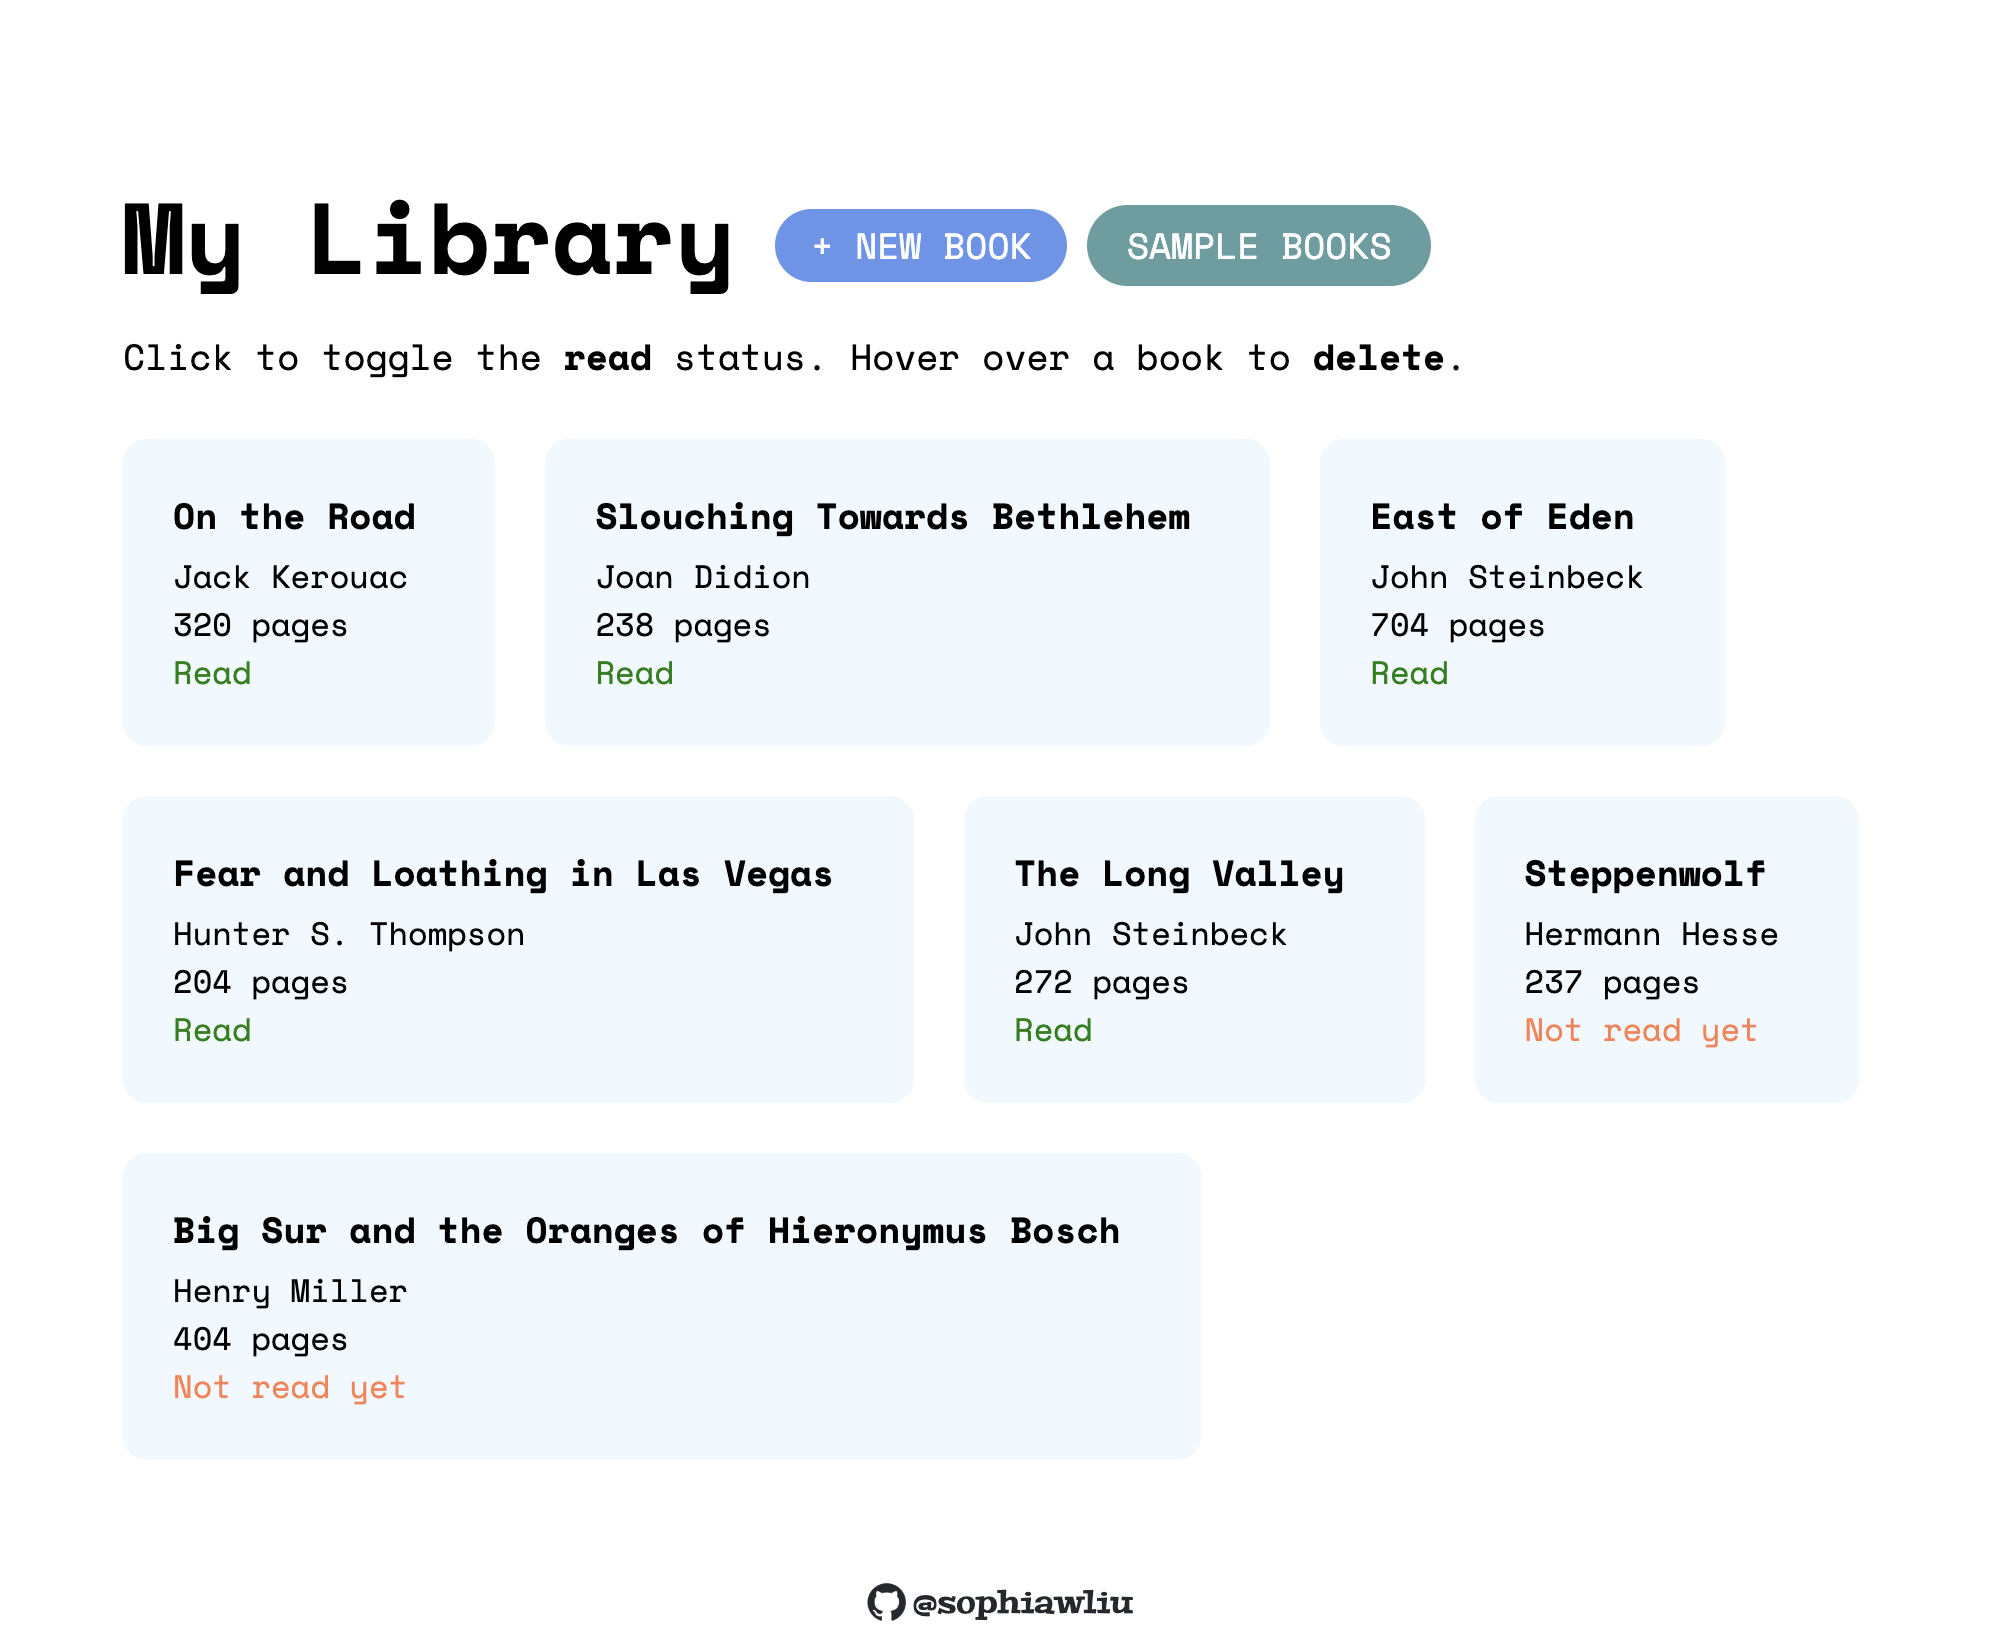 My Library
+ NEW BOOK
SAMPLE BOOKS
Click to toggle the read status. Hover over a book to delete.
On the Road
Jack Kerouac
320 pages
Read
Slouching Towards Bethlehem
Joan Didion
238 pages
Read
East of Eden
John Steinbeck
704 pages
Read
Fear and Loathing in Las Vegas
Hunter S. Thompson
204 pages
Read
The Long Valley
John Steinbeck
272 pages
Read
Steppenwolf
Hermann Hesse
237 pages
Not read yet
Big Sur and the Oranges of Hieronymus Bosch
Henry Miller
404 pages
Not read yet
@sophiawliu